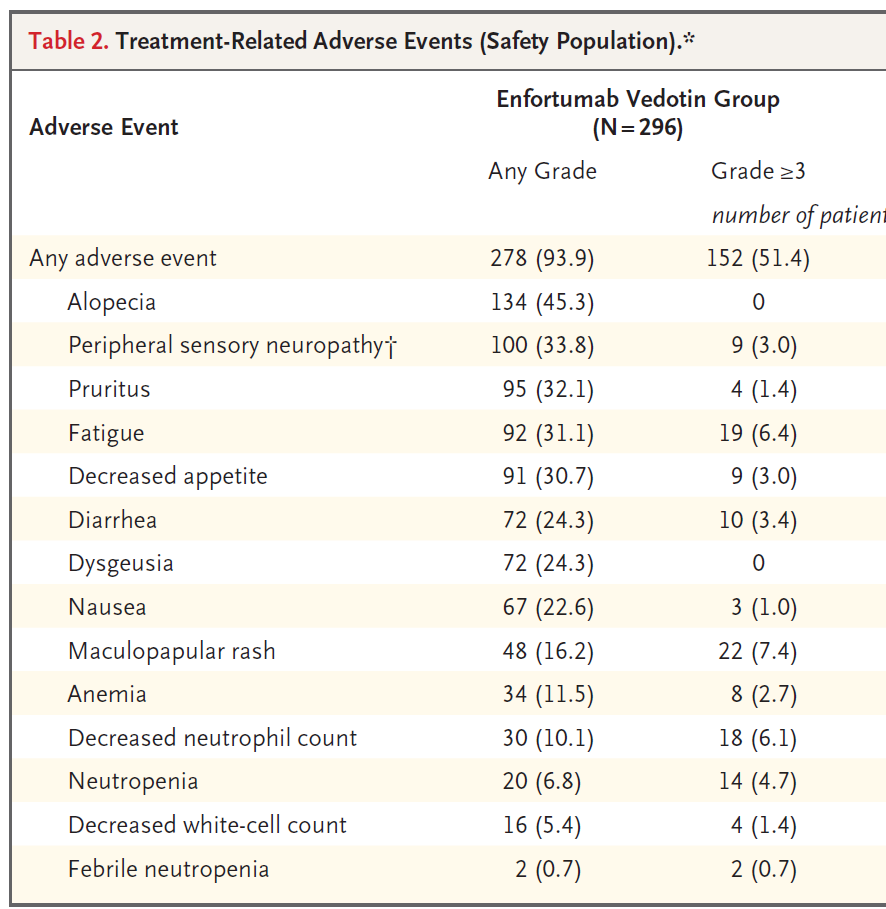 Table 2. Treatment-Related Adverse Events (Safety Population).*
Adverse Event
Enfortumab Vedotin Group
(N=296)
Any Grade Grade ≥3
number of patient
Any adverse event 278 (93.9) 152 (51.4)
Alopecia 134 (45.3) 0
Peripheral sensory neuropathy† 100 (33.8) 9 (3.0)
Pruritus 95 (32.1) 4 (1.4)
Fatigue 92 (31.1) 19 (6.4)
Decreased appetite 91 (30.7) 9 (3.0)
Diarrhea 72 (24.3) 10 (3.4)
Dysgeusia 72 (24.3) 0
Nausea 67 (22.6) 3 (1.0)
Maculopapular rash 48 (16.2) 22 (7.4)
Anemia 34 (11.5) 8 (2.7)
Decreased neutrophil count 30 (10.1) 18 (6.1)
Neutropenia 20 (6.8) 14 (4.7)
Decreased white-cell count 16 (5.4) 4 (1.4)
Febrile neutropenia 2 (0.7) 2 (0.7)